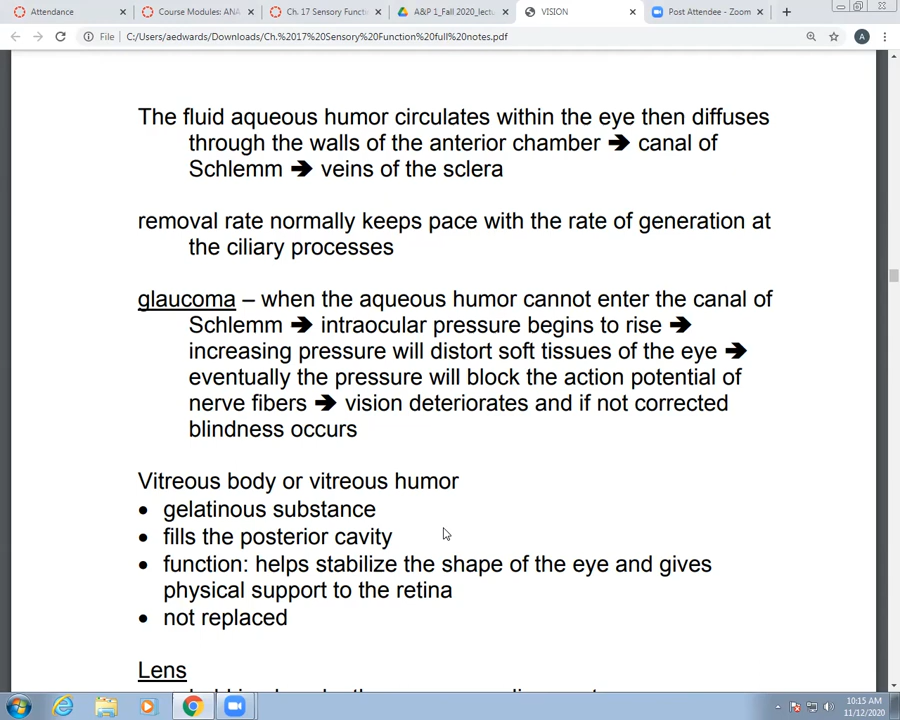 Attendance
Course Modules: ANA
Ch. 17 Sensory Funct
A&P 1_Fall 2020_lectu
VISION
Post Attendee - Zoom
File
C:/Users/aedwards/Downloads/Ch.%2017%20Sensory%20Function%20full%20notes.pdf
A
The fluid aqueous humor circulates within the eye then diffuses
through the walls of the anterior chamber ➔ canal of
Schlemm ➔ veins of the sclera
removal rate normally keeps pace with the rate of generation at
the ciliary processes
glaucoma – when the aqueous humor cannot enter the canal of
Schlemm ➔ intraocular pressure begins to rise ➔
increasing pressure will distort soft tissues of the eye ➔
eventually the pressure will block the action potential of
nerve fibers ➔ vision deteriorates and if not corrected
blindness occurs
Vitreous body or vitreous humor
• gelatinous substance
• fills the posterior cavity
• function: helps stabilize the shape of the eye and gives
physical support to the retina
• not replaced
Lens
10:15 AM
11/12/2020